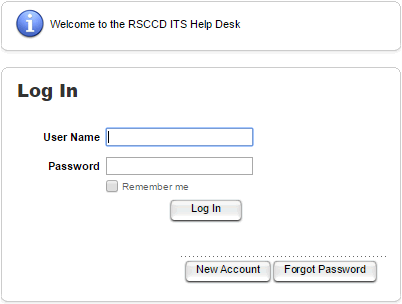 Welcome to the RSCCD ITS Help Desk
Log In
User Name
Password
Remember me
Log In
New Account Forgot Password